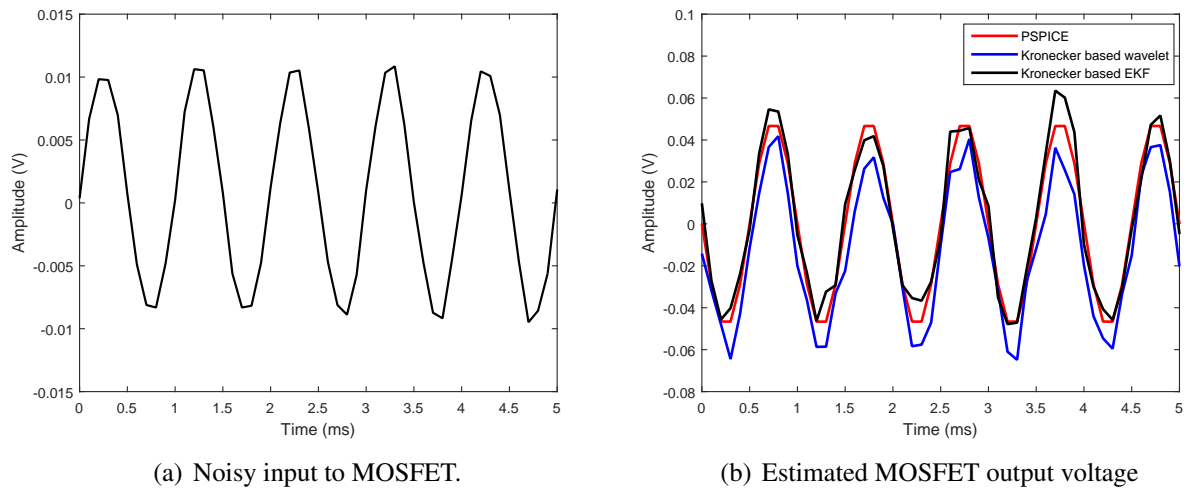 0.015
0.01
0.005
0
-0.005
-0.01
-0.015
Amplitude (V)
0 0.5 1 1.5 2 2.5 3 3.5 4 4.5 5
Time (ms)
(a) Noisy input to MOSFET.
0.1
0.08
0.06
0.04
0.02
0
-0.02
-0.04
-0.06
-0.08
Amplitude (V)
PSPICE
Kronecker based wavelet
Kronecker based EKF
0 0.5 1 1.5 2 2.5 3 3.5 4 4.5 5
Time (ms)
(b) Estimated MOSFET output voltage